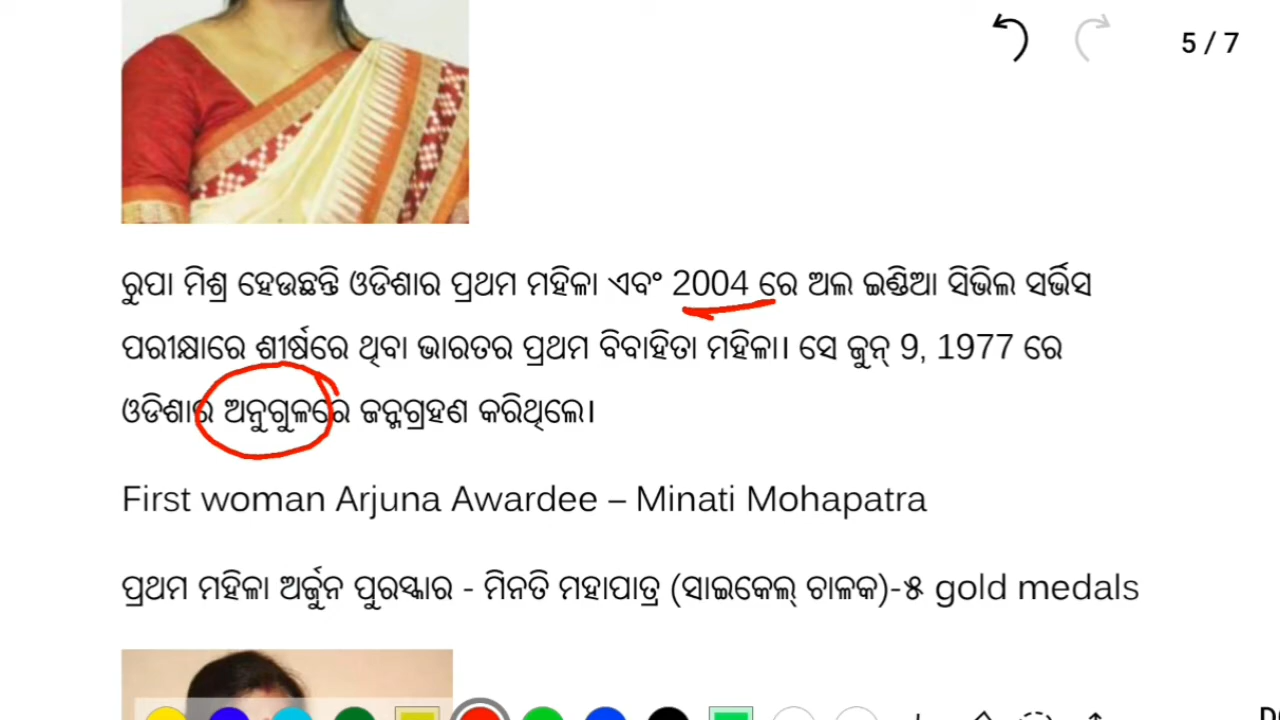 5 / 7
ରୁପା ମିଶ୍ର ହେଉଛନ୍ତି ଓଡିଶାର ପ୍ରଥମ ମହିଳା ଏବଂ 2004 ରେ ଅଲ ଇଣ୍ଡିଆ ସିଭିଲ ସର୍ଭିସ
ପରୀକ୍ଷାରେ ଶୀର୍ଷରେ ଥିବା ଭାରତର ପ୍ରଥମ ବିବାହିତା ମହିଳା। ସେ ଜୁନ୍ 9, 1977 ରେ
ଓଡିଶାର ଅନୁଗୁଳରେ ଜନ୍ମଗ୍ରହଣ କରିଥିଲେ।
First woman Arjuna Awardee – Minati Mohapatra
ପ୍ରଥମ ମହିଳା ଅର୍ଜୁନ ପୁରସ୍କାର - ମିନତି ମହାପାତ୍ର (ସାଇକେଲ୍ ଚାଳକ)-୫ gold medals